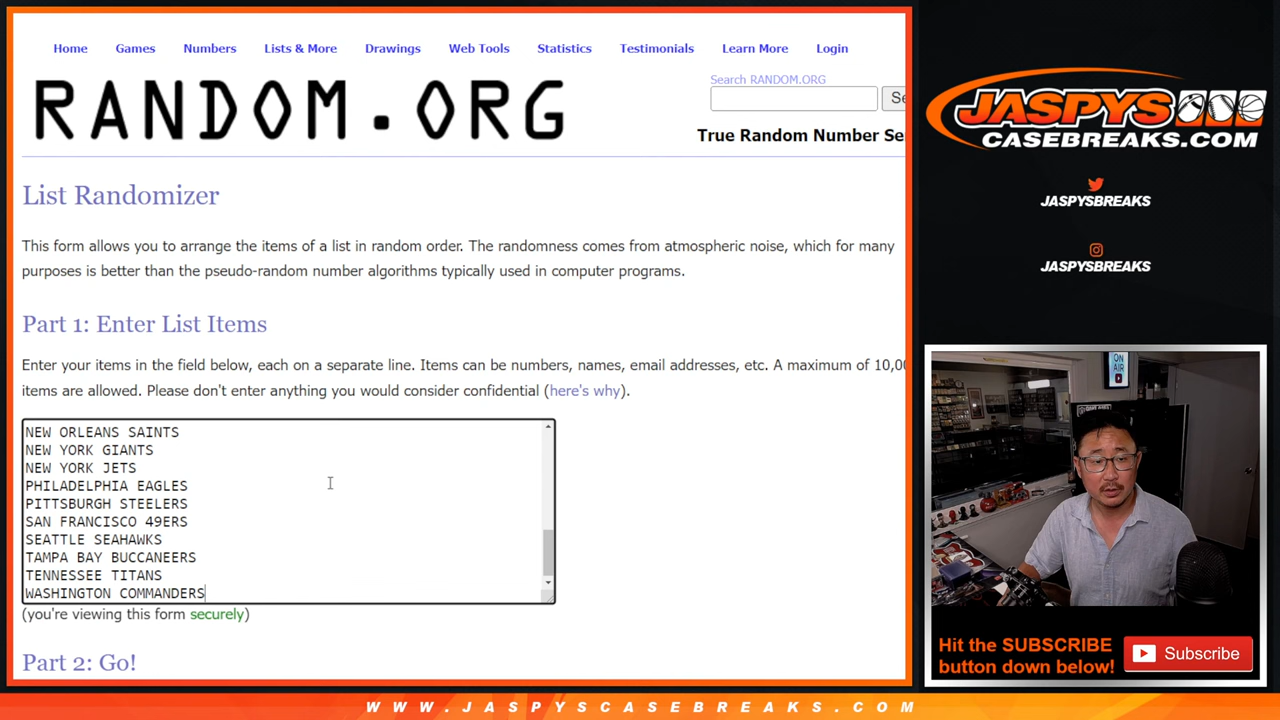 Home Games Numbers Lists & More Drawings Web Tools Statistics Testimonials Learn More Login
RANDOM.ORG
Search RANDOM.ORG
Se
True Random Number Se
List Randomizer
This form allows you to arrange the items of a list in random order. The randomness comes from atmospheric noise, which for many
purposes is better than the pseudo-random number algorithms typically used in computer programs.
Part 1: Enter List Items
Enter your items in the field below, each on a separate line. Items can be numbers, names, email addresses, etc. A maximum of 10,00
items are allowed. Please don't enter anything you would consider confidential (here's why).
NEW ORLEANS SAINTS
NEW YORK GIANTS
NEW YORK JETS
PHILADELPHIA EAGLES
PITTSBURGH STEELERS
SAN FRANCISCO 49ERS
SEATTLE SEAHAWKS
TAMPA BAY BUCCANEERS
TENNESSEE TITANS
WASHINGTON COMMANDERS
(you're viewing this form securely)
Part 2: Go!
JASPYS
CASEBREAKS.COM
JASPYSBREAKS
JASPYSBREAKS
ON
AIR
Hit the SUBSCRIBE
button down below!
Subscribe
WWW.JASPYSCASEBREAKS.COM